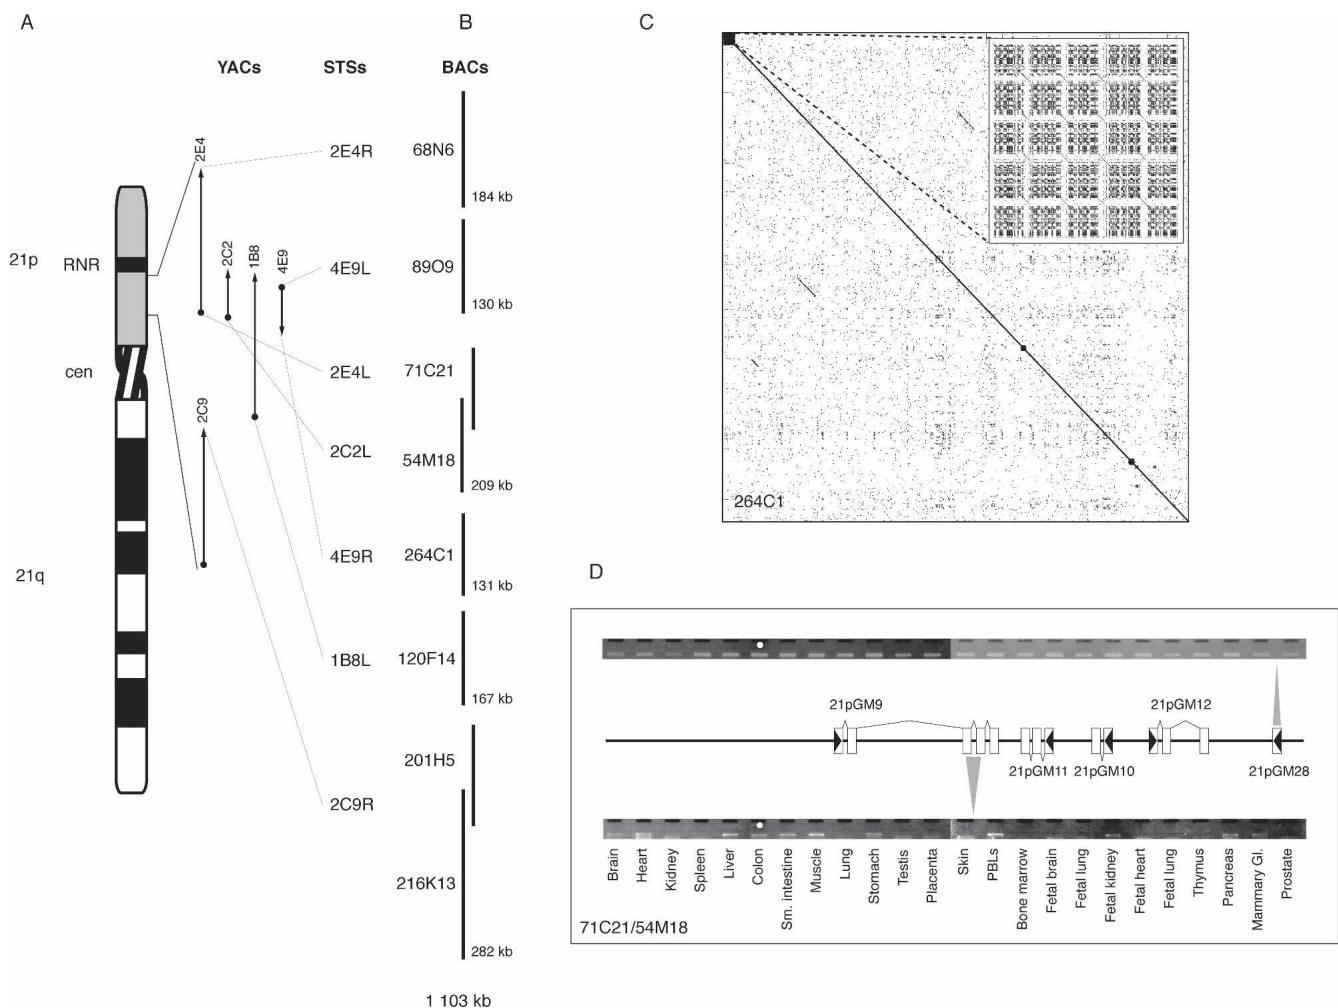 A
B
C
YACs
STSs
BACs
2E4
2C2
1B8
4E9
2C9
21p
RNR
cen
21q
2E4R
4E9L
2E4L
2C2L
4E9R
1B8L
2C9R
68N6
184 kb
89O9
130 kb
71C21
54M18
209 kb
264C1
131 kb
120F14
167 kb
201H5
216K13
282 kb
1 103 kb
264C1
D
21pGM9
21pGM12
21pGM11
21pGM10
21pGM28
Brain
Heart
Kidney
Spleen
Liver
Colon
Sm. intestine
Muscle
Lung
Stomach
Testis
Placenta
Skin
PBLs
Bone marrow
Fetal brain
Fetal lung
Fetal kidney
Fetal heart
Fetal lung
Thymus
Pancreas
Mammary Gl.
Prostate
71C21/54M18